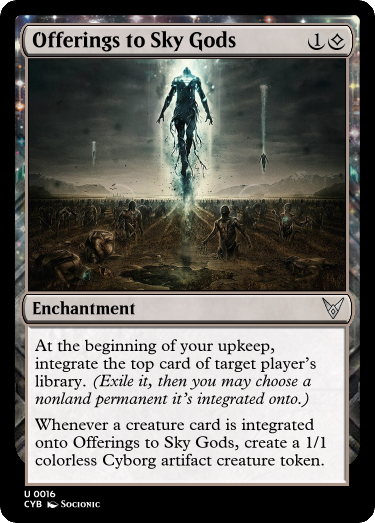 Offerings to Sky Gods 1
Enchantment
At the beginning of your upkeep,
integrate the top card of target player's
library. (Exile it, then you may choose a
nonland permanent it's integrated onto.)
Whenever a creature card is integrated
onto Offerings to Sky Gods, create a 1/1
colorless Cyborg artifact creature token.
U 0016
CYB Socionic